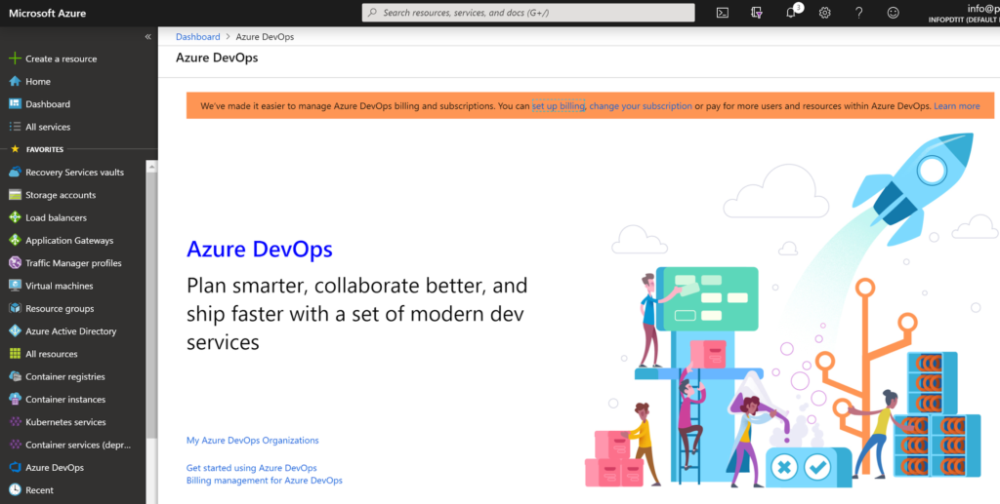 Microsoft Azure
Search resources, services, and docs (G+/)
3
info@p
INFOPDTIT (DEFAULT
«
Create a resource
Home
Dashboard
All services
FAVORITES
Recovery Services vaults
Storage accounts
Load balancers
Application Gateways
Traffic Manager profiles
Virtual machines
Resource groups
Azure Active Directory
All resources
Container registries
Container instances
Kubernetes services
Container services (depr...
Azure DevOps
Recent
Dashboard > Azure DevOps
Azure DevOps
We've made it easier to manage Azure DevOps billing and subscriptions. You can set up billing, change your subscription or pay for more users and resources within Azure DevOps. Learn more
Azure DevOps
Plan smarter, collaborate better, and
ship faster with a set of modern dev
services
My Azure DevOps Organizations
Get started using Azure DevOps
Billing management for Azure DevOps